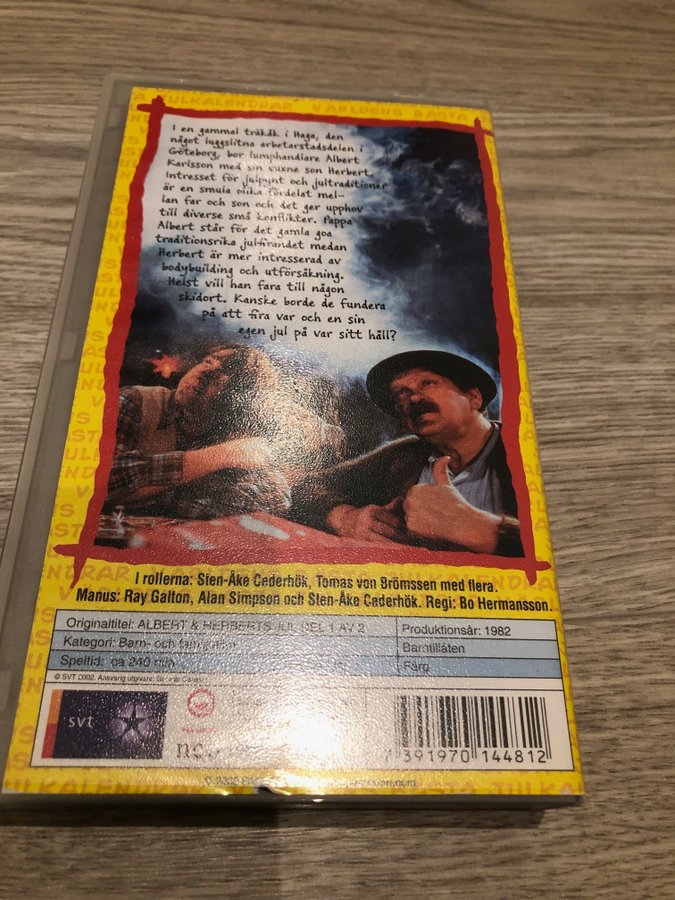 JULKALENDRAR VÄRLDENS BÄSTA
I en gammal träkåk i Haga, den
något luggslitna arbetarstadsdelen i
Göteborg, bor lumphandlare Albert
Karlsson med sin vuxne son Herbert.
Intresset för julpynt och jultraditioner
är en smula olika fördelat mel-
lan far och son och det ger upphov
till diverse små konflikter. Pappa
Albert står för det gamla goa
traditionsrika julfirandet medan
Herbert är mer intresserad av
bodybuilding och utförsåkning.
Helst vill han fara till någon
skidort. Kanske borde de fundera
på att fira var och en sin
egen jul på var sitt håll?
I rollerna: Sten-Åke Cederhök, Tomas von Brömssen med flera.
Manus: Ray Galton, Alan Simpson och Sten-Åke Cederhök. Regi: Bo Hermansson.
Originaltitel: ALBERT & HERBERTS JUL DEL 1 AV 2
Produktionsår: 1982
Kategori: Barn- och familjefilm
Barntillåten
Speltid: ca 240 min
Färg
© SVT 2002. Ansvarig utgivare:
svt
7 391970 144812